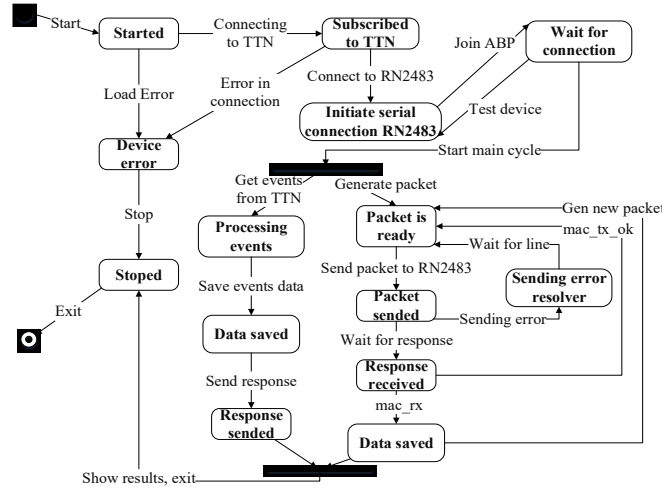 Start
Started
Connecting
to TTN
Subscribed
to TTN
Join ABP
Wait for
connection
Load Error
Error in
connection
Connect to RN2483
Initiate serial
connection RN2483
Test device
Device
error
Start main cycle
Stop
Get events
from TTN
Generate packet
Processing
events
Packet is
ready
Gen new packet
mac_tx_ok
Wait for line
Stoped
Save events data
Send packet to RN2483
Sending error
resolver
Exit
Data saved
Packet
sent
Sending error
Wait for response
Send response
Response
received
mac_rx
Response
sended
Data saved
Show results, exit